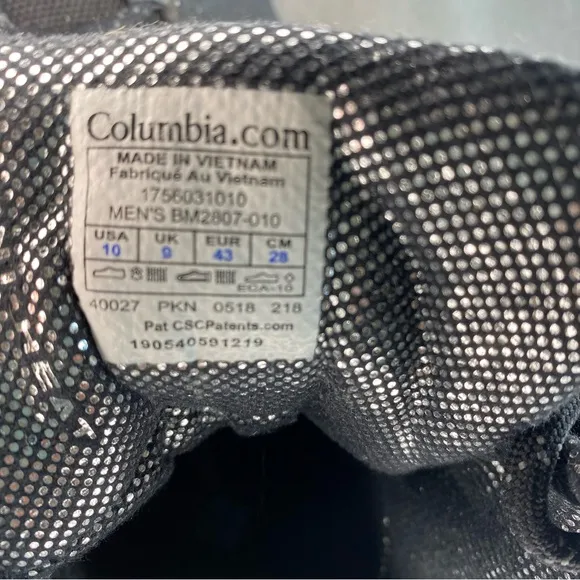 Columbia.com
MADE IN VIETNAM
Fabriqué Au Vietnam
1756031010
MEN'S BM2807-010
USA UK EUR CM
10 9 43 28
ECA-10
40027 PKN 0518 218
Pat CSCPatents.com
190540591219